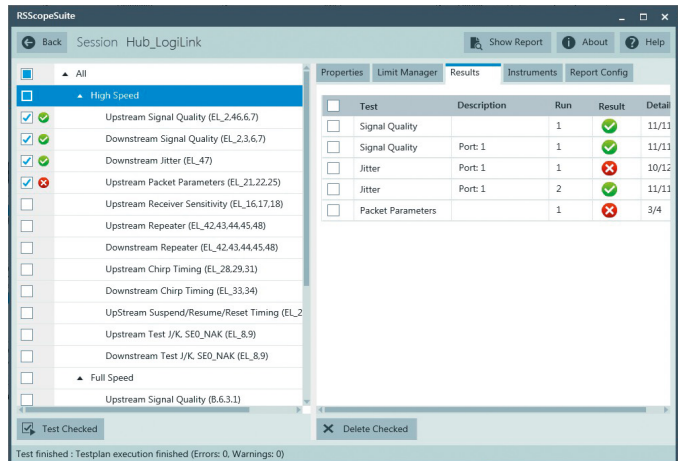 RSScopeSuite
Back Session Hub_LogiLink Show Report About Help
All
High Speed
Upstream Signal Quality (EL_2,46,6,7)
Downstream Signal Quality (EL_2,3,6,7)
Downstream Jitter (EL_47)
Upstream Packet Parameters (EL_21,22,25)
Upstream Receiver Sensitivity (EL_16,17,18)
Upstream Repeater (EL_42,43,44,45,48)
Downstream Repeater (EL_42,43,44,45,48)
Upstream Chirp Timing (EL_28,29,31)
Downstream Chirp Timing (EL_33,34)
UpStream Suspend/Resume/Reset Timing (EL_2
Upstream Test J/K, SE0_NAK (EL_8,9)
Downstream Test J/K, SE0_NAK (EL_8,9)
Full Speed
Upstream Signal Quality (B.6.3.1)
Test Checked
Properties Limit Manager Results Instruments Report Config
Test Description Run Result Detail
Signal Quality 1 11/11
Signal Quality Port: 1 1 11/11
Jitter Port: 1 1 10/12
Jitter Port: 1 2 11/11
Packet Parameters 1 3/4
Delete Checked
Test finished : Testplan execution finished (Errors: 0, Warnings: 0)